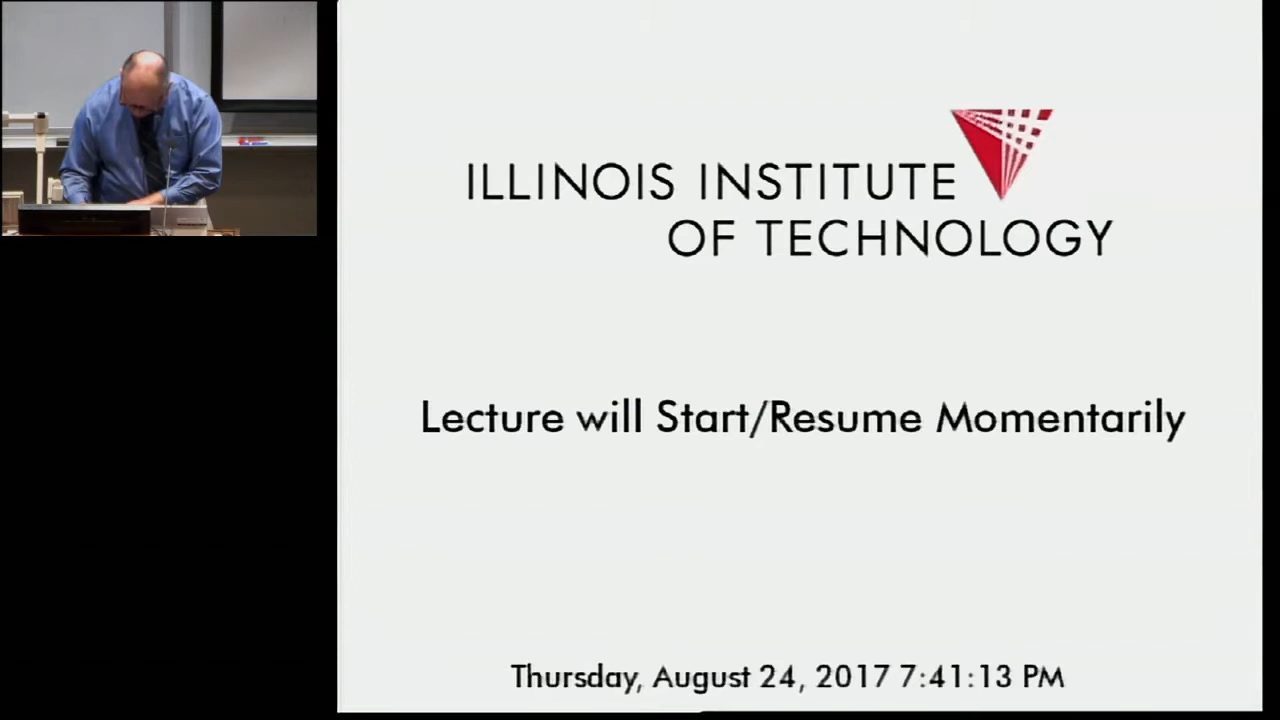 ILLINOIS INSTITUTE
OF TECHNOLOGY
Lecture will Start/Resume Momentarily
Thursday, August 24, 2017 7:41:13 PM